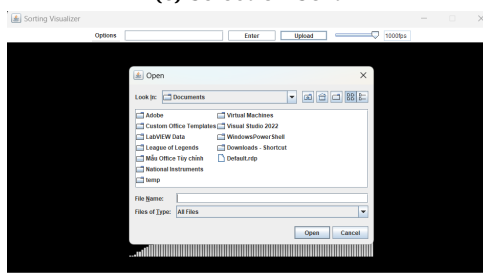 Sorting Visualizer
Options Enter Upload 1000fps
Open
Look In: Documents
Adobe Virtual Machines
Custom Office Templates Visual Studio 2022
LabVIEW Data WindowsPowerShell
League of Legends Downloads - Shortcut
Mẫu Office Tùy chỉnh Default.rdp
National Instruments
temp
File Name:
Files of Type: All Files
Open Cancel